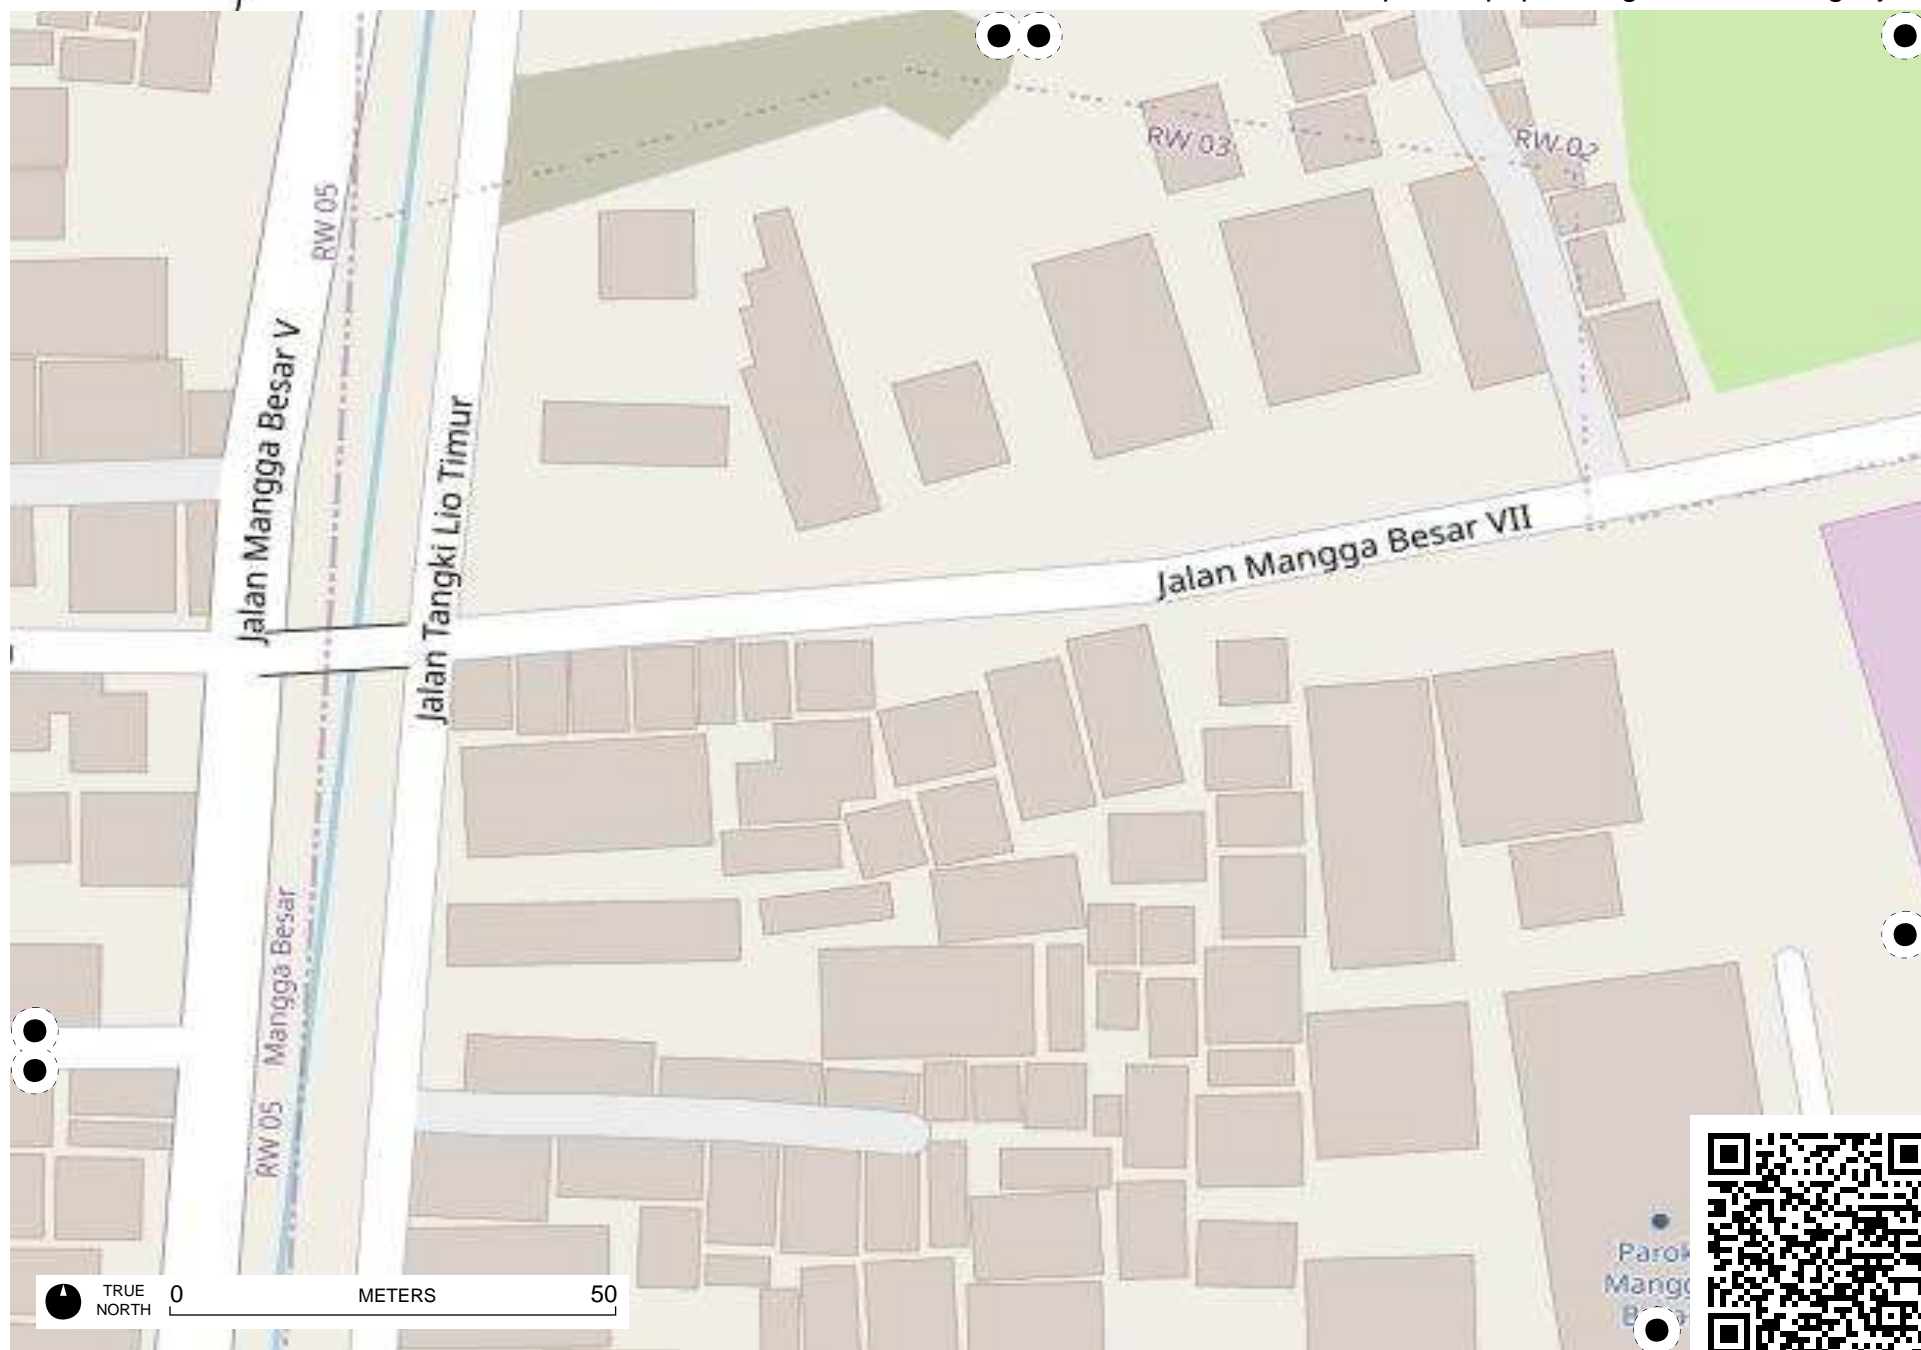 RW 03
RW 02
RW 05
Jalan Mangga Besar V
Jalan Tangki Lio Timur
Jalan Mangga Besar VII
Mangga Besar
RW 05
TRUE
NORTH
0
METERS
50